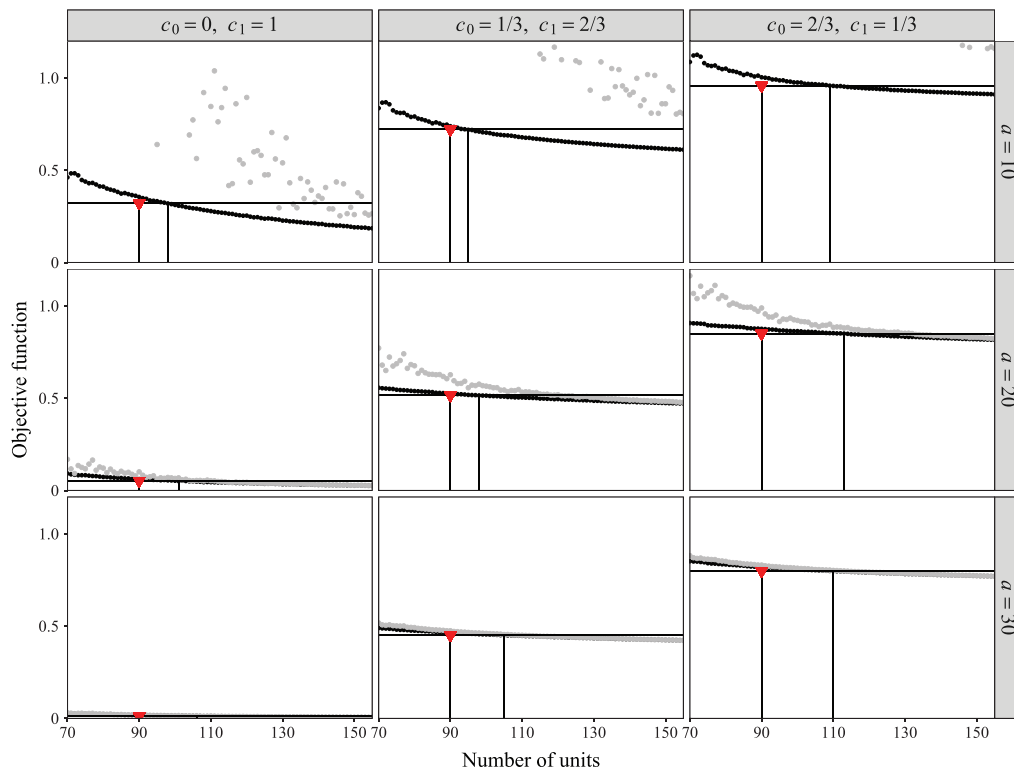 c₀ = 0, c₁ = 1
c₀ = 1/3, c₁ = 2/3
c₀ = 2/3, c₁ = 1/3
1.0
0.5
0
a = 10
1.0
0.5
0
a = 20
1.0
0.5
0
a = 30
Objective function
70 90 110 130 150 70 90 110 130 150 70 90 110 130 150
Number of units